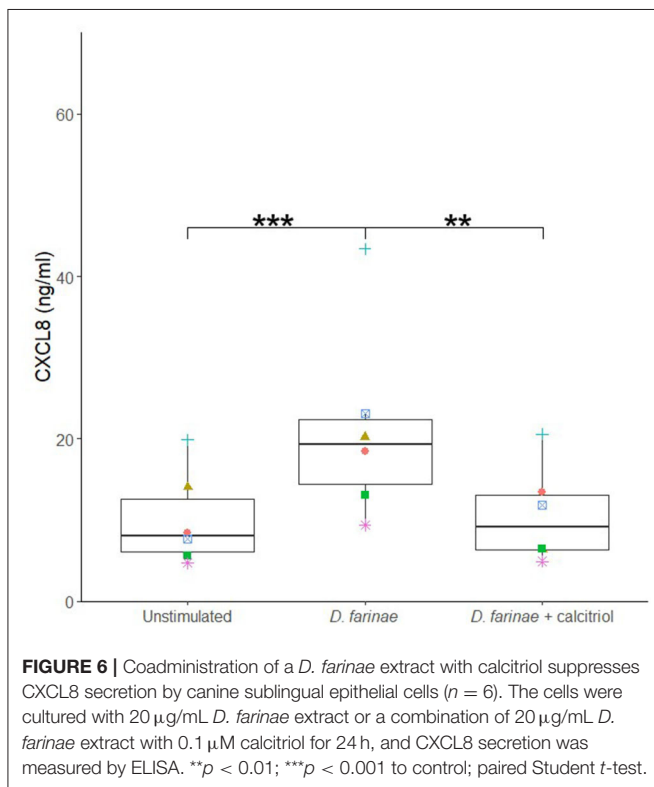 60
40
20
0
CXCL8 (ng/ml)
*** **
Unstimulated D. farinae D. farinae + calcitriol
FIGURE 6 | Coadministration of a D. farinae extract with calcitriol suppresses
CXCL8 secretion by canine sublingual epithelial cells (n = 6). The cells were
cultured with 20 μg/mL D. farinae extract or a combination of 20 μg/mL D.
farinae extract with 0.1 μM calcitriol for 24 h, and CXCL8 secretion was
measured by ELISA. **p < 0.01; ***p < 0.001 to control; paired Student t-test.